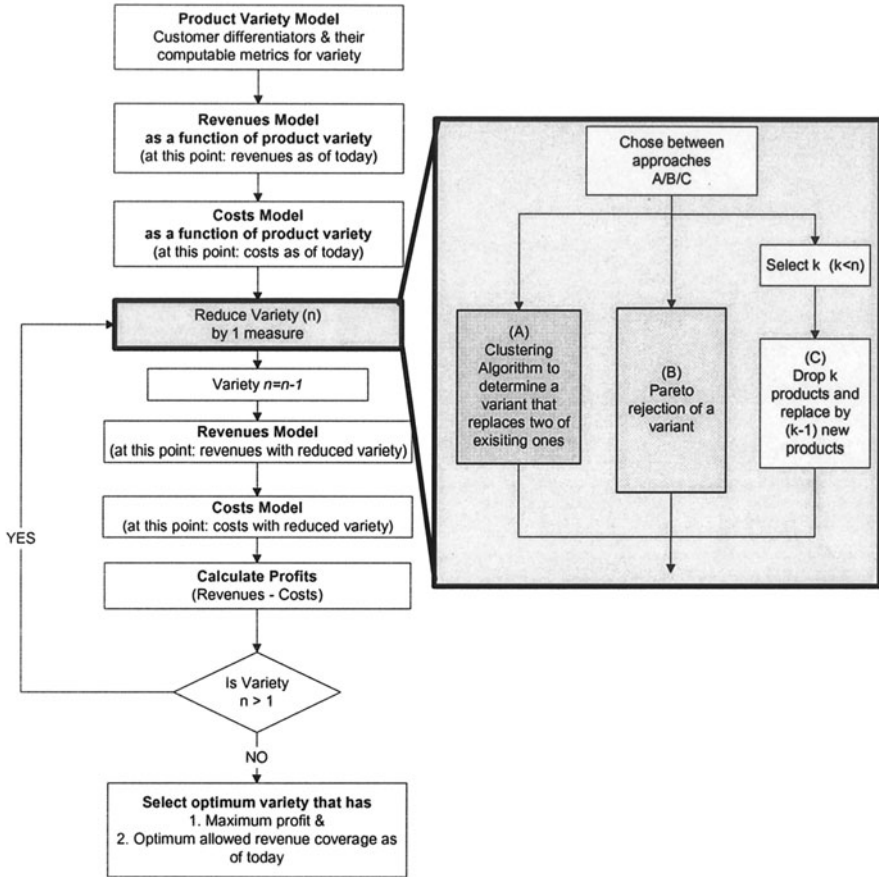 Product Variety Model
Customer differentiators & their
computable metrics for variety
Revenues Model
as a function of product variety
(at this point: revenues as of today)
Costs Model
as a function of product variety
(at this point: costs as of today)
Reduce Variety (n)
by 1 measure
Variety n=n-1
Revenues Model
(at this point: revenues with reduced variety)
Costs Model
(at this point: costs with reduced variety)
YES
Calculate Profits
(Revenues - Costs)
Is Variety
n > 1
NO
Select optimum variety that has
1. Maximum profit &
2. Optimum allowed revenue coverage as
of today
Chose between
approaches
A/B/C
Select k (k<n)
(A)
Clustering
Algorithm to
determine a
variant that
replaces two of
exisiting ones
(B)
Pareto
rejection of a
variant
(C)
Drop k
products and
replace by
(k-1) new
products